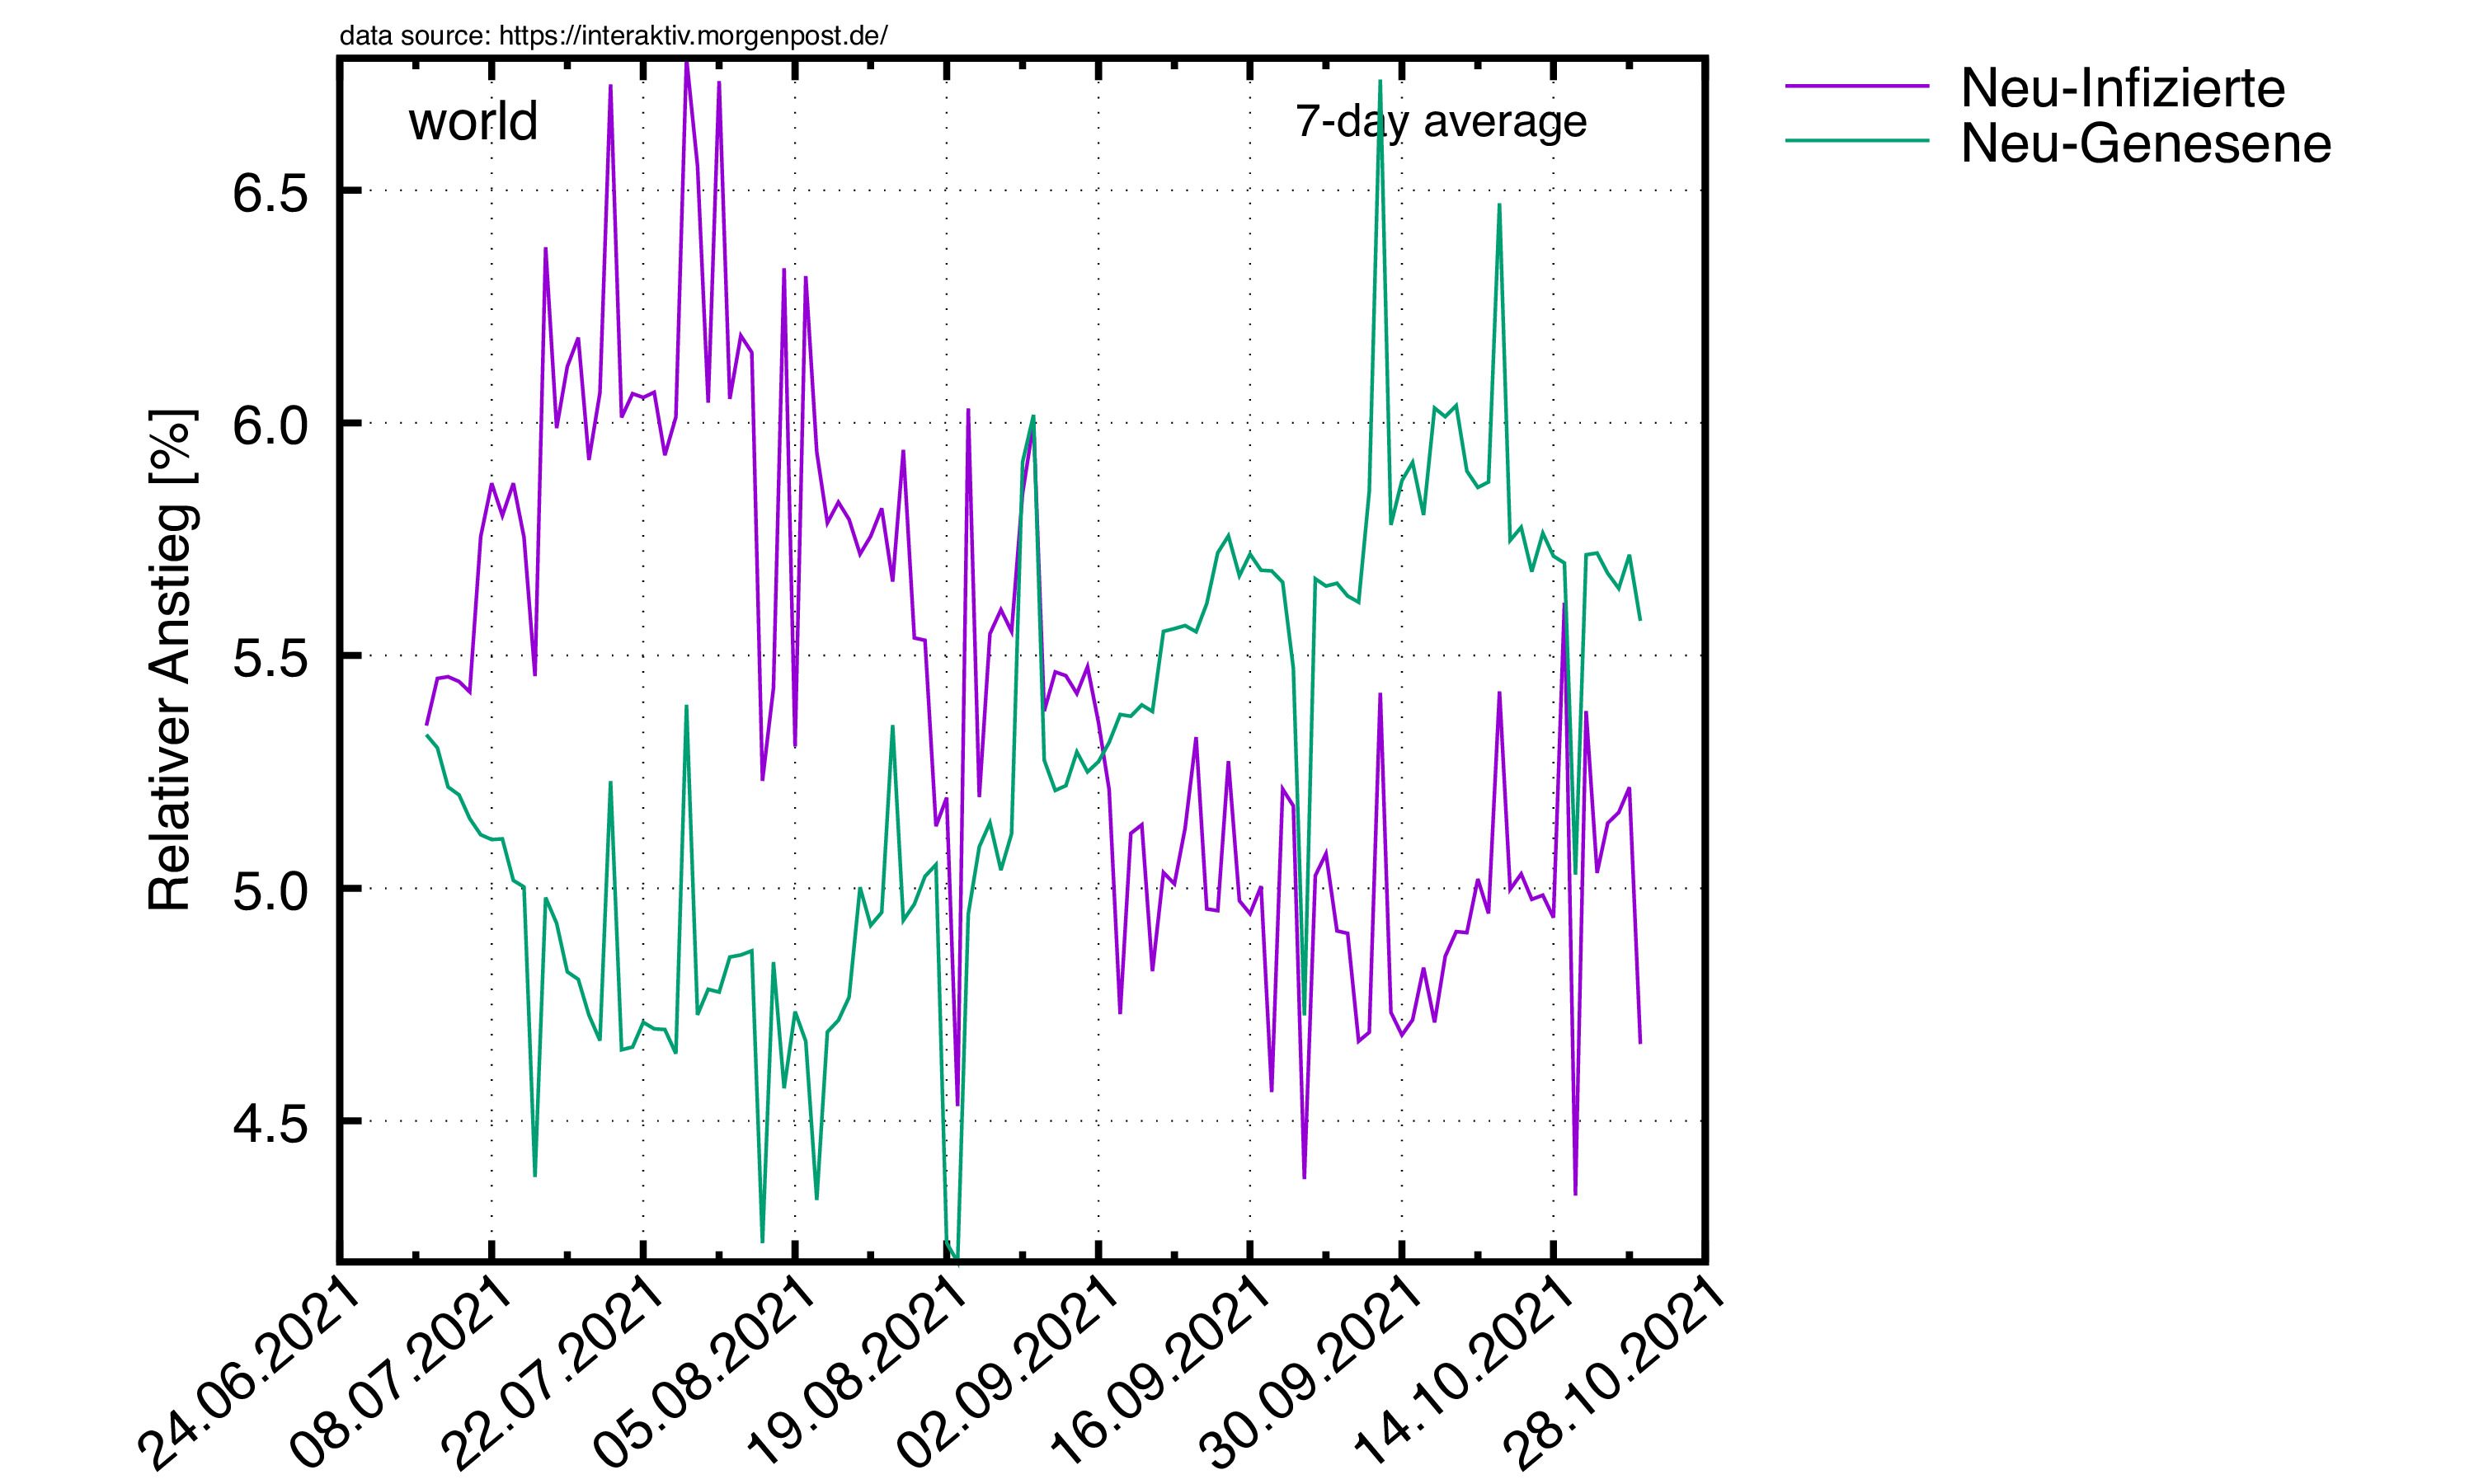 data source: https://interaktiv.morgenpost.de/
world
7-day average
Neu-Infizierte
Neu-Genesene
Relativer Anstieg [%]
6.5
6.0
5.5
5.0
4.5
24.06.2021
08.07.2021
22.07.2021
05.08.2021
19.08.2021
02.09.2021
16.09.2021
30.09.2021
14.10.2021
28.10.2021